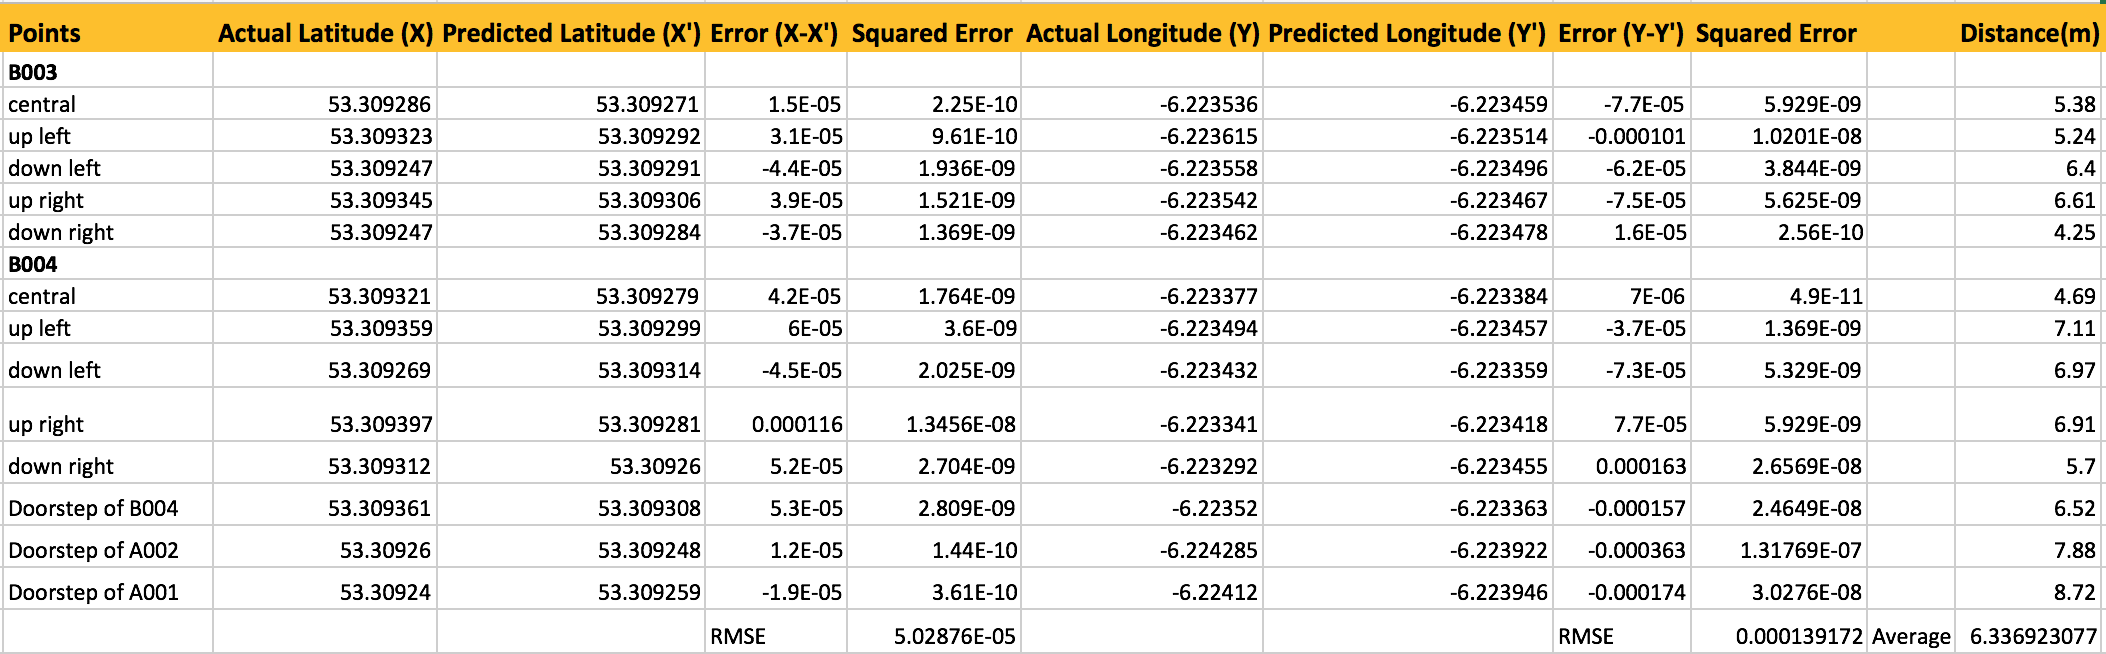 Points Actual Latitude (X) Predicted Latitude (X') Error (X-X') Squared Error Actual Longitude (Y) Predicted Longitude (Y') Error (Y-Y') Squared Error Distance(m)
B003
central 53.309286 53.309271 1.5E-05 2.25E-10 -6.223536 -6.223459 -7.7E-05 5.929E-09 5.38
up left 53.309323 53.309292 3.1E-05 9.61E-10 -6.223615 -6.223514 -0.000101 1.0201E-08 5.24
down left 53.309247 53.309291 -4.4E-05 1.936E-09 -6.223558 -6.223496 -6.2E-05 3.844E-09 6.4
up right 53.309345 53.309306 3.9E-05 1.521E-09 -6.223542 -6.223467 -7.5E-05 5.625E-09 6.61
down right 53.309247 53.309284 -3.7E-05 1.369E-09 -6.223462 -6.223478 1.6E-05 2.56E-10 4.25
B004
central 53.309321 53.309279 4.2E-05 1.764E-09 -6.223377 -6.223384 7E-06 4.9E-11 4.69
up left 53.309359 53.309299 6E-05 3.6E-09 -6.223494 -6.223457 -3.7E-05 1.369E-09 7.11
down left 53.309269 53.309314 -4.5E-05 2.025E-09 -6.223432 -6.223359 -7.3E-05 5.329E-09 6.97
up right 53.309397 53.309281 0.000116 1.3456E-08 -6.223341 -6.223418 7.7E-05 5.929E-09 6.91
down right 53.309312 53.30926 5.2E-05 2.704E-09 -6.223292 -6.223455 0.000163 2.6569E-08 5.7
Doorstep of B004 53.309361 53.309308 5.3E-05 2.809E-09 -6.22352 -6.223363 -0.000157 2.4649E-08 6.52
Doorstep of A002 53.30926 53.309248 1.2E-05 1.44E-10 -6.224285 -6.223922 -0.000363 1.31769E-07 7.88
Doorstep of A001 53.30924 53.309259 -1.9E-05 3.61E-10 -6.22412 -6.223946 -0.000174 3.0276E-08 8.72
RMSE 5.02876E-05 RMSE 0.000139172 Average 6.336923077